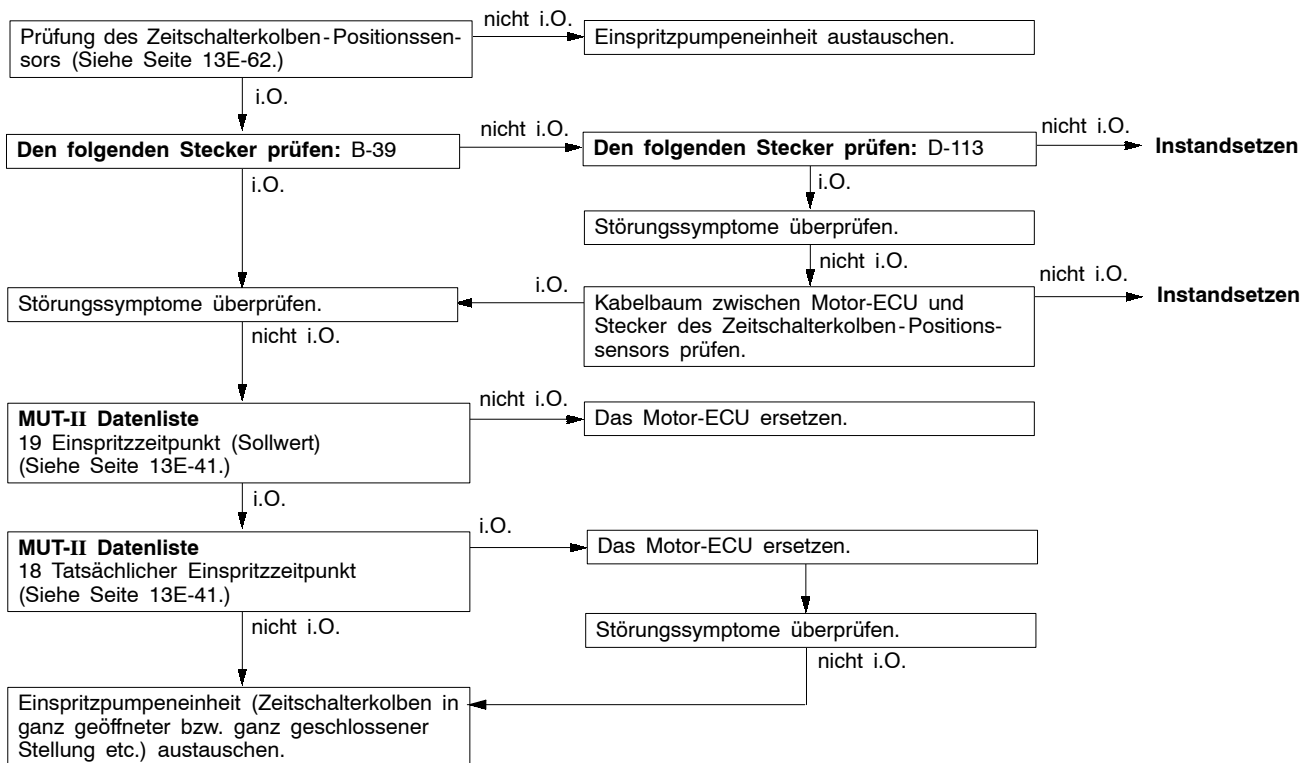 Prüfung des Zeitschalterkolben-Positionssen-
sors (Siehe Seite 13E-62.)
nicht i.O.
Einspritzpumpeneinheit austauschen.
i.O.
Den folgenden Stecker prüfen: B-39
nicht i.O.
Den folgenden Stecker prüfen: D-113
nicht i.O.
Instandsetzen
i.O.
i.O.
Störungssymptome überprüfen.
nicht i.O.
Störungssymptome überprüfen.
i.O.
Kabelbaum zwischen Motor-ECU und
Stecker des Zeitschalterkolben-Positions-
sensors prüfen.
nicht i.O.
Instandsetzen
nicht i.O.
MUT-II Datenliste
19 Einspritzzeitpunkt (Sollwert)
(Siehe Seite 13E-41.)
nicht i.O.
Das Motor-ECU ersetzen.
i.O.
MUT-II Datenliste
18 Tatsächlicher Einspritzzeitpunkt
(Siehe Seite 13E-41.)
i.O.
Das Motor-ECU ersetzen.
Störungssymptome überprüfen.
nicht i.O.
nicht i.O.
Einspritzpumpeneinheit (Zeitschalterkolben in
ganz geöffneter bzw. ganz geschlossener
Stellung etc.) austauschen.